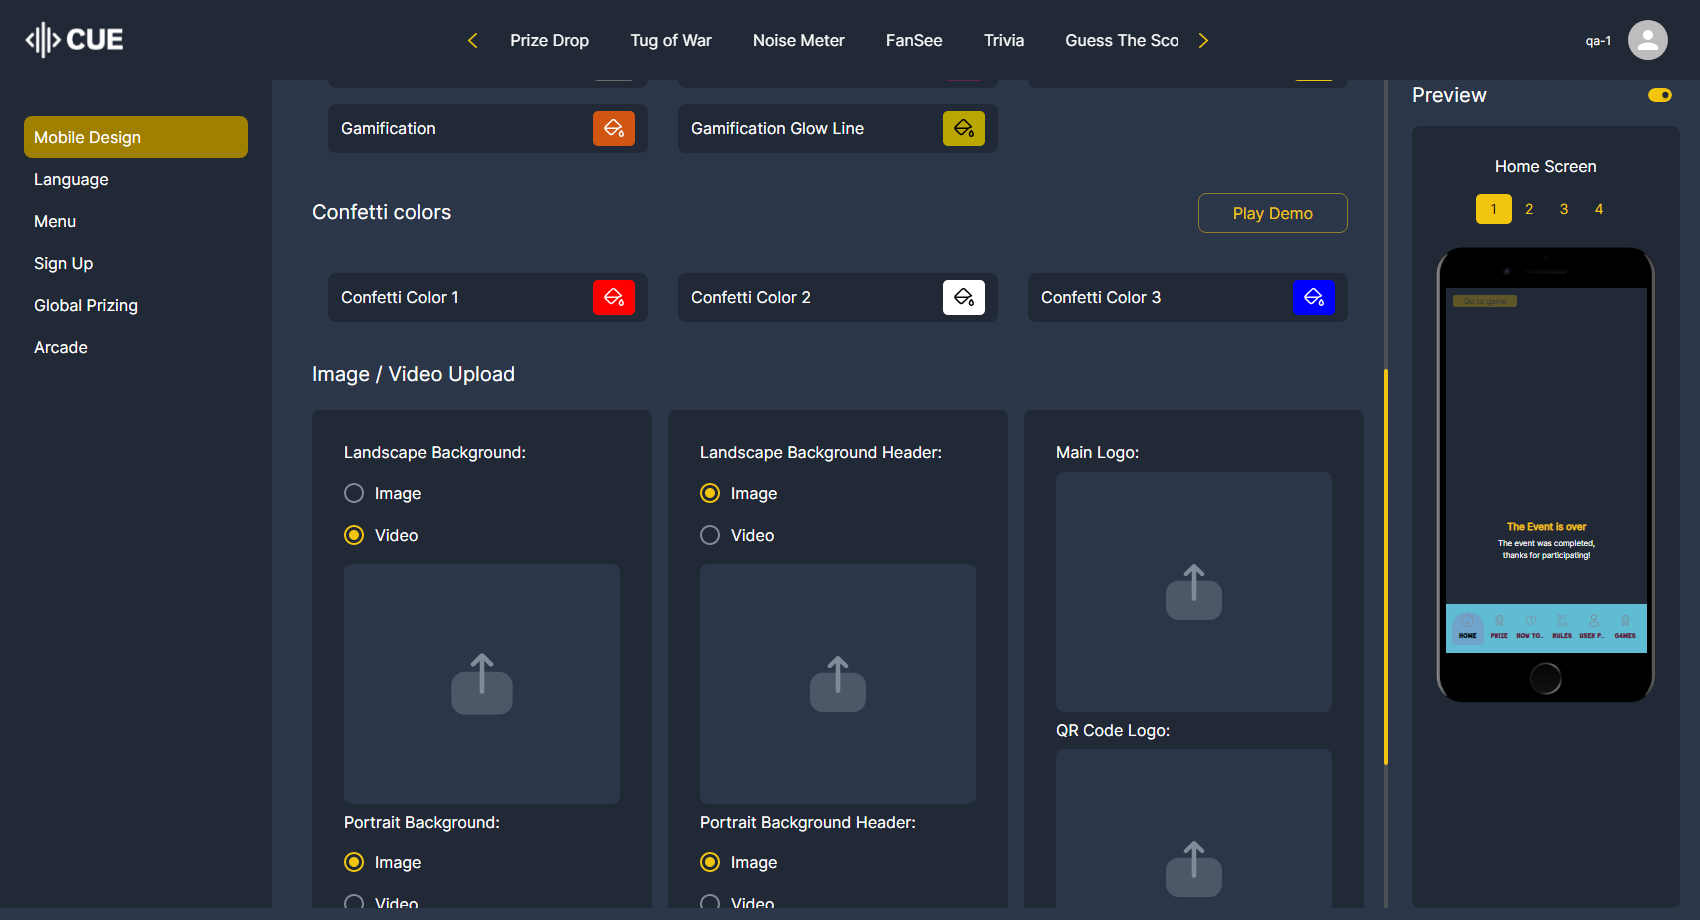 CUE
Prize Drop
Tug of War
Noise Meter
FanSee
Trivia
Guess The Sco
qa-1
Mobile Design
Language
Menu
Sign Up
Global Prizing
Arcade
Gamification
Gamification Glow Line
Confetti colors
Play Demo
Confetti Color 1
Confetti Color 2
Confetti Color 3
Image / Video Upload
Landscape Background:
Image
Video
Portrait Background:
Image
Video
Landscape Background Header:
Image
Video
Portrait Background Header:
Image
Video
Main Logo:
QR Code Logo:
Preview
Home Screen
1 2 3 4
Go to game
The Event is over
The event was completed,
thanks for participating!
HOME PRIZE HOW TO.. RULES USER P.. GAMES